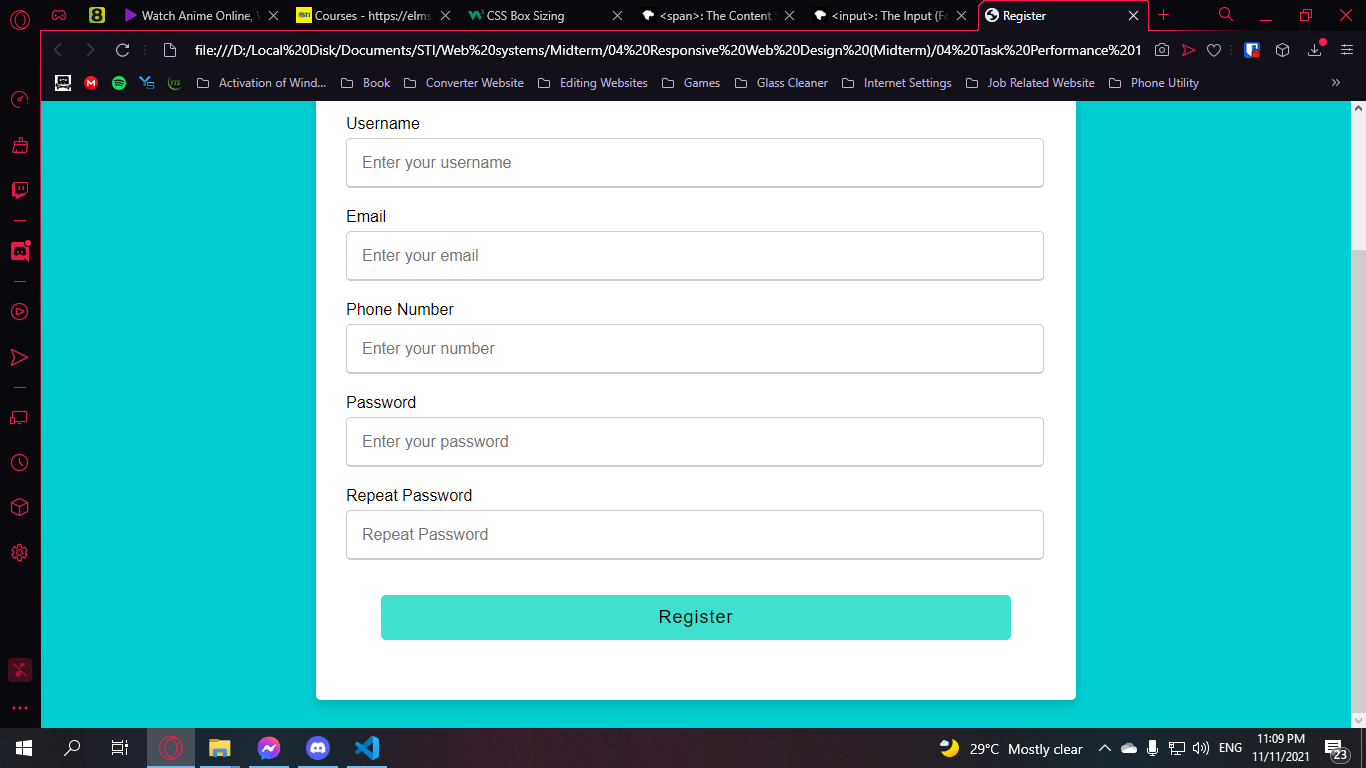 Watch Anime Online, W
Courses - https://elms
CSS Box Sizing
<span>: The Content S
<input>: The Input (Fo
Register
file:///D:/Local%20Disk/Documents/STI/Web%20systems/Midterm/04%20Responsive%20Web%20Design%20(Midterm)/04%20Task%20Performance%201
Activation of Wind...
Book
Converter Website
Editing Websites
Games
Glass Cleaner
Internet Settings
Job Related Website
Phone Utility
Username
Enter your username
Email
Enter your email
Phone Number
Enter your number
Password
Enter your password
Repeat Password
Repeat Password
Register
29°C Mostly clear
ENG
11:09 PM
11/11/2021
23